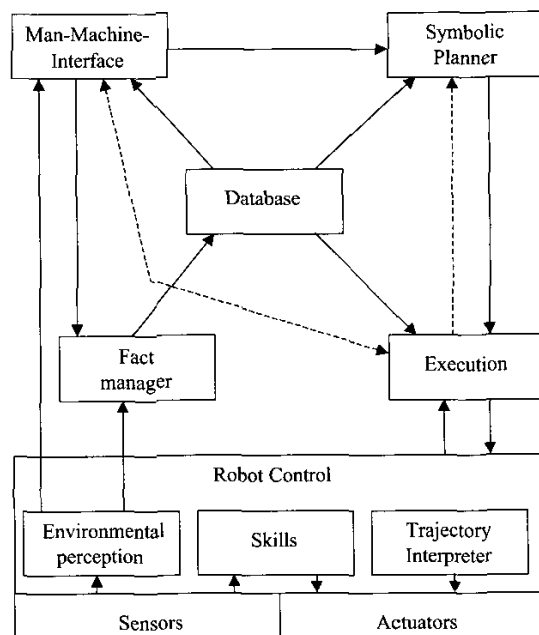 Man-Machine-
Interface
Symbolic
Planner
Database
Fact
manager
Execution
Robot Control
Environmental
perception
Skills
Trajectory
Interpreter
Sensors
Actuators